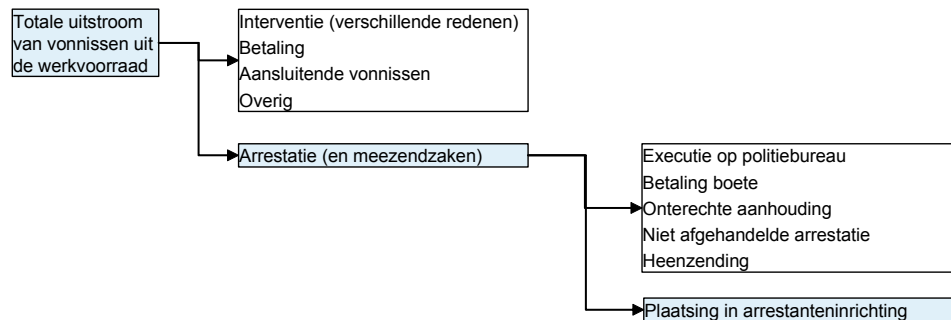 Totale uitstroom
van vonnissen uit
de werkvoorraad
Interventie (verschillende redenen)
Betaling
Aansluitende vonnissen
Overig
Arrestatie (en meezendzaken)
Executie op politiebureau
Betaling boete
Onterechte aanhouding
Niet afgehandelde arrestatie
Heenzending
Plaatsing in arrestanteninrichting